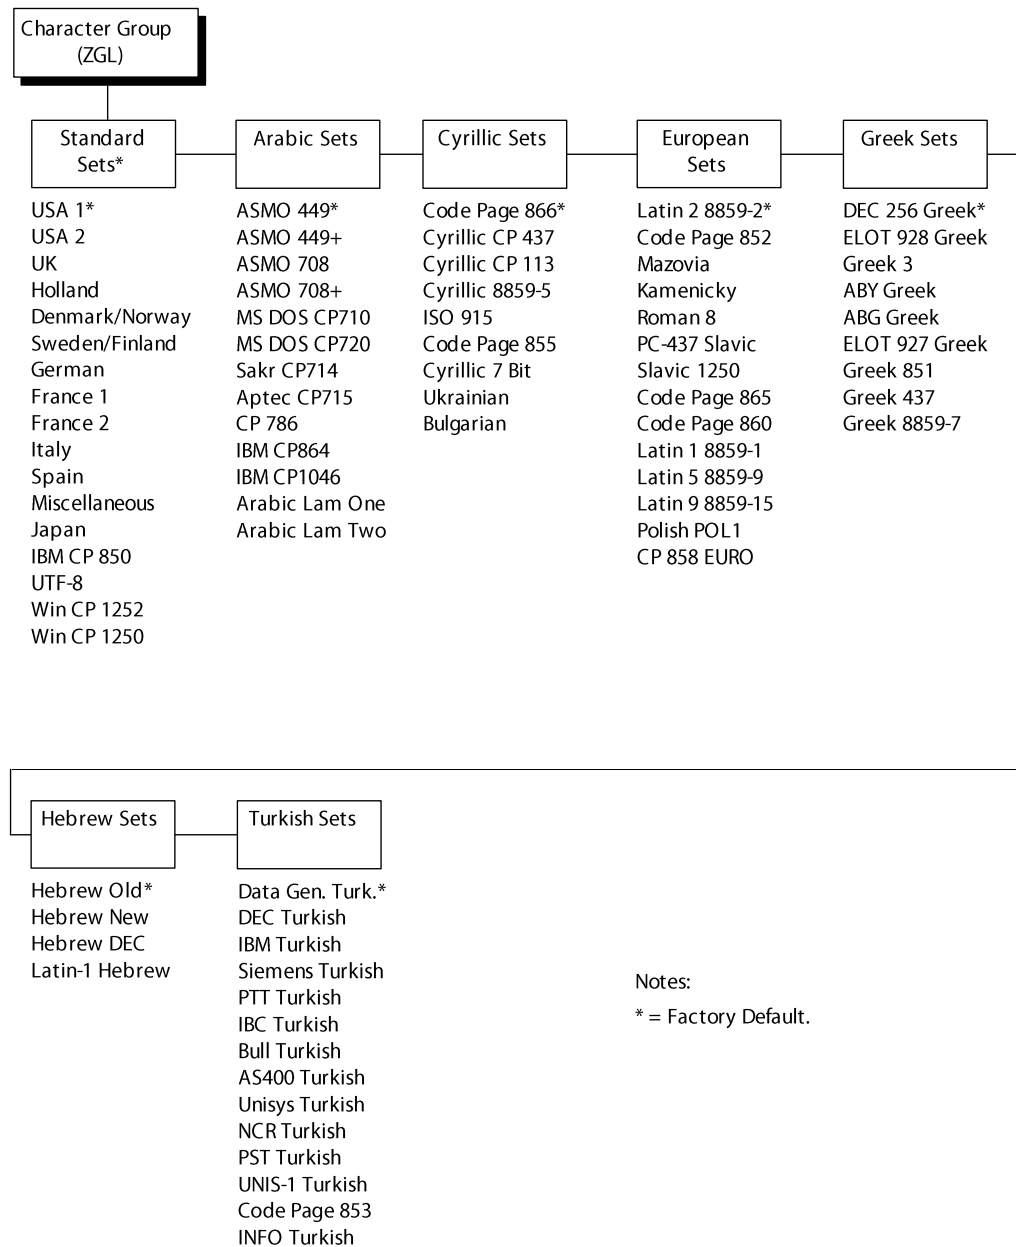 Character Group
(ZGL)
Standard
Sets*
USA 1*
USA 2
UK
Holland
Denmark/Norway
Sweden/Finland
German
France 1
France 2
Italy
Spain
Miscellaneous
Japan
IBM CP 850
UTF-8
Win CP 1252
Win CP 1250
Arabic Sets
ASMO 449*
ASMO 449+
ASMO 708
ASMO 708+
MS DOS CP710
MS DOS CP720
Sakr CP714
Aptec CP715
CP 786
IBM CP864
IBM CP1046
Arabic Lam One
Arabic Lam Two
Cyrillic Sets
Code Page 866*
Cyrillic CP 437
Cyrillic CP 113
Cyrillic 8859-5
ISO 915
Code Page 855
Cyrillic 7 Bit
Ukrainian
Bulgarian
European
Sets
Latin 2 8859-2*
Code Page 852
Mazovia
Kamenicky
Roman 8
PC-437 Slavic
Slavic 1250
Code Page 865
Code Page 860
Latin 1 8859-1
Latin 5 8859-9
Latin 9 8859-15
Polish POL1
CP 858 EURO
Greek Sets
DEC 256 Greek*
ELOT 928 Greek
Greek 3
ABY Greek
ABG Greek
ELOT 927 Greek
Greek 851
Greek 437
Greek 8859-7
Hebrew Sets
Hebrew Old*
Hebrew New
Hebrew DEC
Latin-1 Hebrew
Turkish Sets
Data Gen. Turk.*
DEC Turkish
IBM Turkish
Siemens Turkish
PTT Turkish
IBC Turkish
Bull Turkish
AS400 Turkish
Unisys Turkish
NCR Turkish
PST Turkish
UNIS-1 Turkish
Code Page 853
INFO Turkish
Notes:
* = Factory Default.